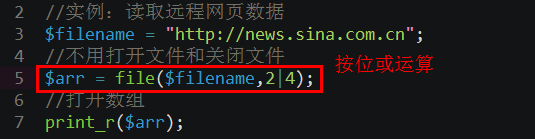 2 //实例：读取远程网页数据
3 $filename = "http://news.sina.com.cn";
4 //不用打开文件和关闭文件
5 $arr = file($filename,2|4); 按位或运算
6 //打开数组
7 print_r($arr);